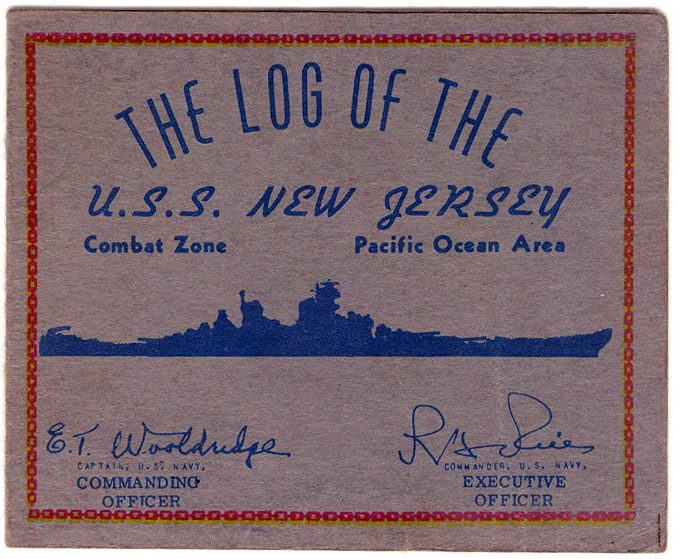 THE LOG OF THE
U.S.S. NEW JERSEY
Combat Zone Pacific Ocean Area
E.T. Wooldridge
CAPTAIN, U.S. NAVY,
COMMANDING
OFFICER
COMMANDER, U.S. NAVY,
EXECUTIVE
OFFICER